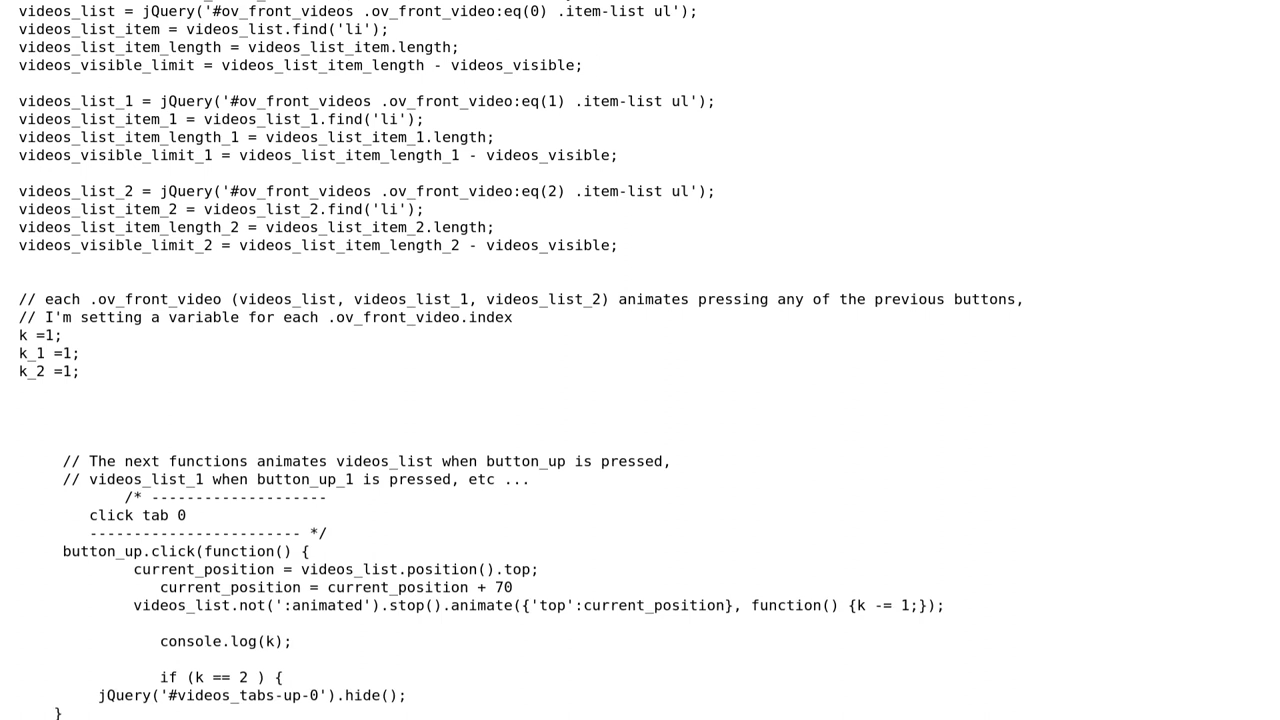 videos_list = jQuery('#ov_front_videos .ov_front_video:eq(0) .item-list ul');
videos_list_item = videos_list.find('li');
videos_list_item_length = videos_list_item.length;
videos_visible_limit = videos_list_item_length - videos_visible;

videos_list_1 = jQuery('#ov_front_videos .ov_front_video:eq(1) .item-list ul');
videos_list_item_1 = videos_list_1.find('li');
videos_list_item_length_1 = videos_list_item_1.length;
videos_visible_limit_1 = videos_list_item_length_1 - videos_visible;

videos_list_2 = jQuery('#ov_front_videos .ov_front_video:eq(2) .item-list ul');
videos_list_item_2 = videos_list_2.find('li');
videos_list_item_length_2 = videos_list_item_2.length;
videos_visible_limit_2 = videos_list_item_length_2 - videos_visible;


// each .ov_front_video (videos_list, videos_list_1, videos_list_2) animates pressing any of the previous buttons,
// I'm setting a variable for each .ov_front_video.index
k =1;
k_1 =1;
k_2 =1;




     // The next functions animates videos_list when button_up is pressed,
     // videos_list_1 when button_up_1 is pressed, etc ...
            /* --------------------
        click tab 0
        ------------------------ */
     button_up.click(function() {
             current_position = videos_list.position().top;
                current_position = current_position + 70
             videos_list.not(':animated').stop().animate({'top':current_position}, function() {k -= 1;});

                console.log(k);

                if (k == 2 ) {
         jQuery('#videos_tabs-up-0').hide();
    }